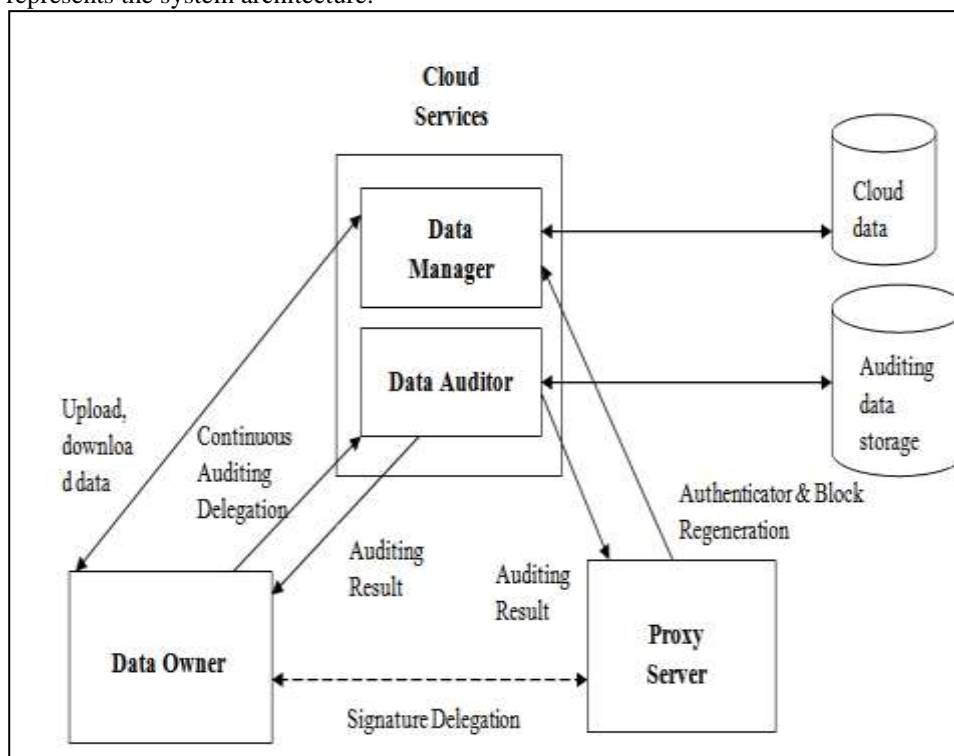 represents the system architecture.
Cloud
Services
Data
Manager
Cloud
data
Data Auditor
Auditing
data
storage
Upload,
downloa
d data
Continuous
Auditing
Delegation
Authenticator & Block
Regeneration
Auditing
Result
Auditing
Result
Data Owner
Proxy
Server
Signature Delegation